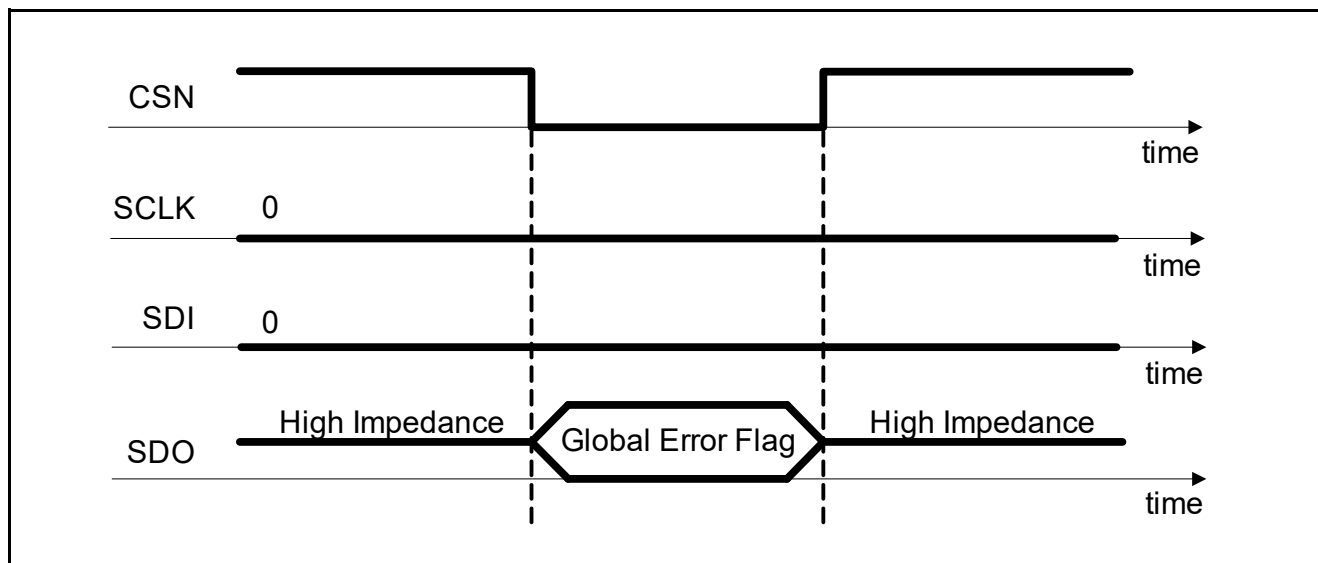 CSN
time
SCLK 0
time
SDI 0
time
High Impedance Global Error Flag High Impedance
SDO
time